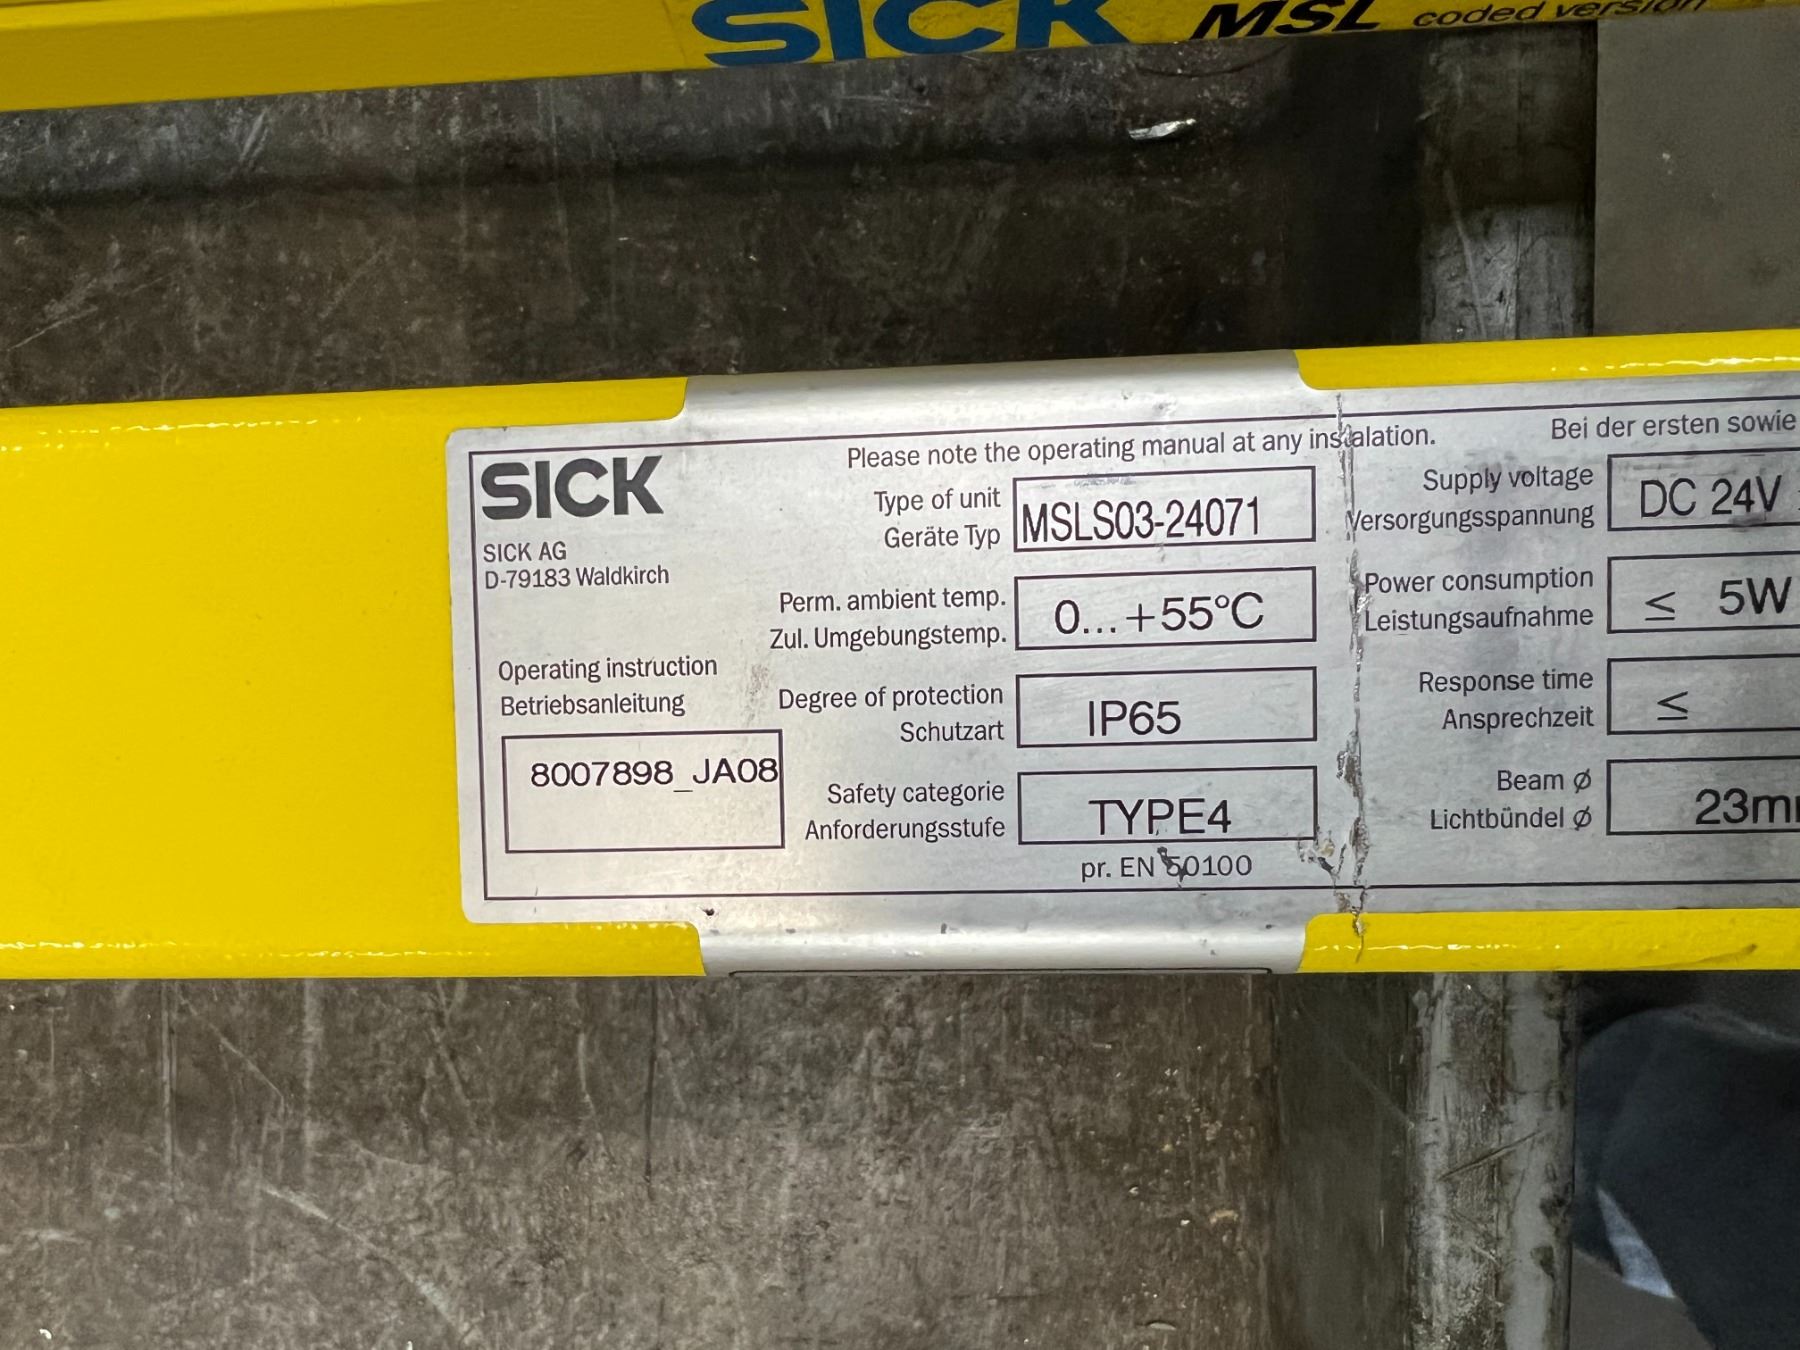 SICK MSL coded version
Please note the operating manual at any instalation.
Bei der ersten sowie
SICK
SICK AG
D-79183 Waldkirch
Operating instruction
Betriebsanleitung
8007898_JA08
Type of unit
Geräte Typ
MSLS03-24071
Perm. ambient temp.
Zul. Umgebungstemp.
0...+55°C
Degree of protection
Schutzart
IP65
Safety categorie
Anforderungsstufe
TYPE4
pr. EN 50100
Supply voltage
Versorgungsspannung
DC 24V
Power consumption
Leistungsaufnahme
≤ 5W
Response time
Ansprechzeit
≤
Beam Ø
Lichtbündel Ø
23m